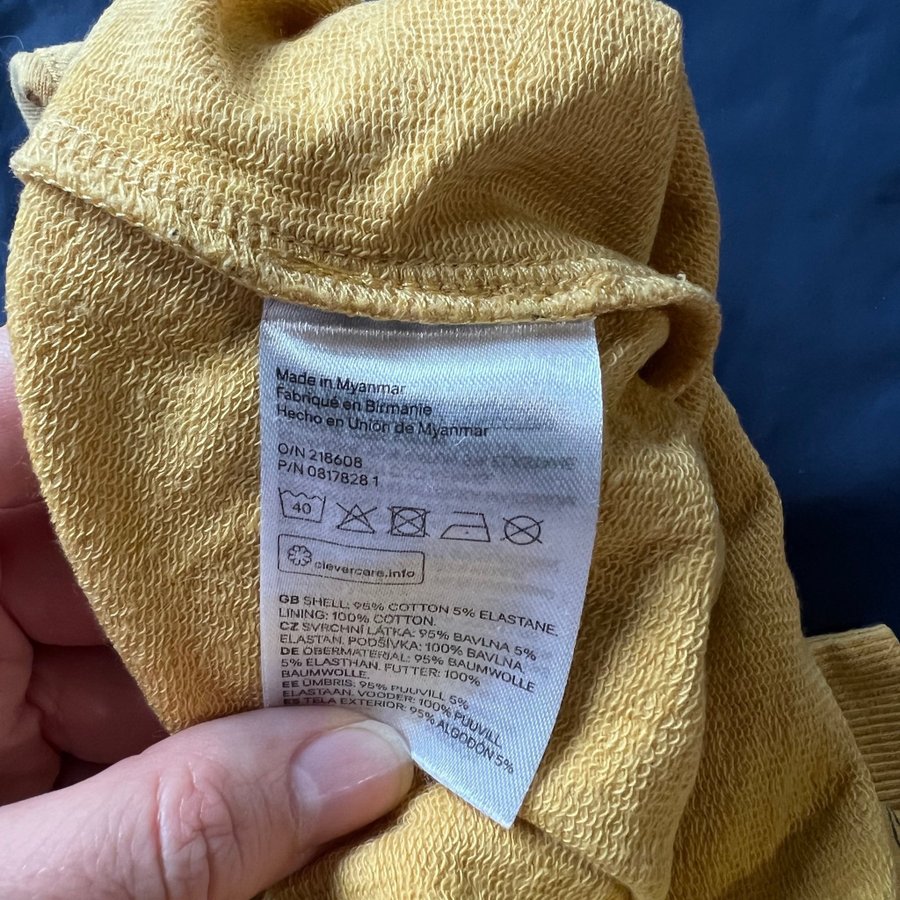 Made in Myanmar
Fabriqué en Birmanie
Hecho en Unión de Myanmar
O/N 218608
P/N 0817828 1
40
clevercare.info
GB SHELL: 95% COTTON 5% ELASTANE.
LINING: 100% COTTON.
CZ SVRCHNÍ LÁTKA: 95% BAVLNA 5%
ELASTAN. PODŠÍVKA: 100% BAVLNA
DE OBERMATERIAL: 95% BAUMWOLLE
5% ELASTHAN. FUTTER: 100%
BAUMWOLLE.
EE ÜMBRIS: 95% PUUVILL 5%
ELASTAAN. VOODER: 100% PUUVILL
ES TELA EXTERIOR: 95% ALGODÓN 5%